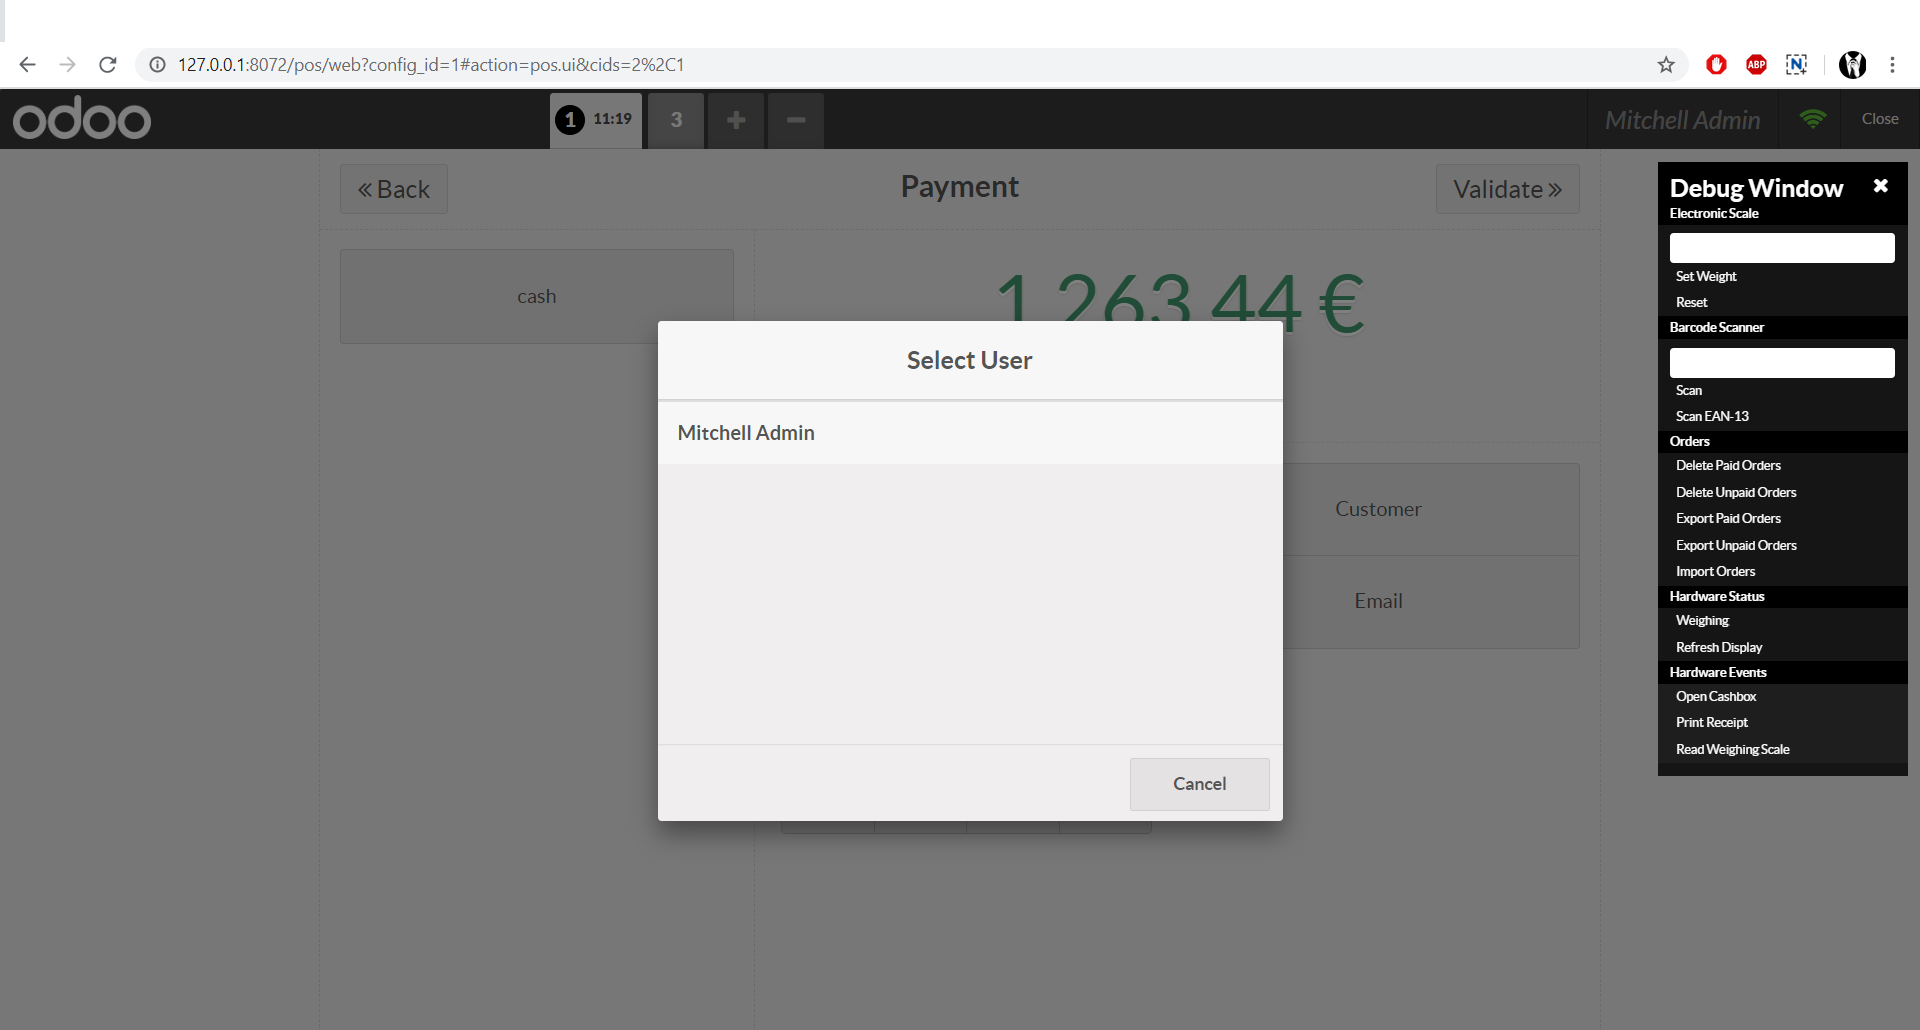 127.0.0.1:8072/pos/web?config_id=1#action=pos.ui&cids=2%2C1
ABP
N
odoo
1 11:19
3
+
-
Mitchell Admin
Close
« Back
Payment
Validate »
cash
1 263.44 €
Select User
Mitchell Admin
Customer
Email
Cancel
Debug Window
Electronic Scale
Set Weight
Reset
Barcode Scanner
Scan
Scan EAN-13
Orders
Delete Paid Orders
Delete Unpaid Orders
Export Paid Orders
Export Unpaid Orders
Import Orders
Hardware Status
Weighing
Refresh Display
Hardware Events
Open Cashbox
Print Receipt
Read Weighing Scale